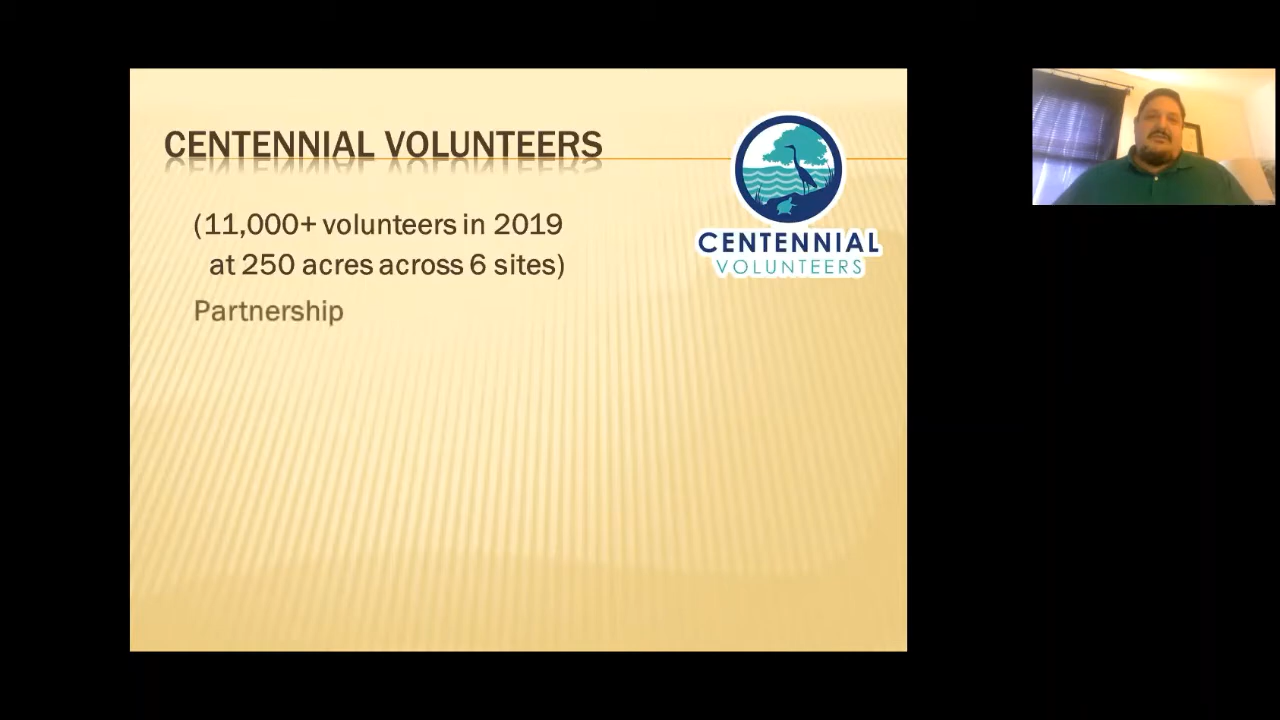 CENTENNIAL VOLUNTEERS
(11,000+ volunteers in 2019
at 250 acres across 6 sites)
Partnership
CENTENNIAL
VOLUNTEERS